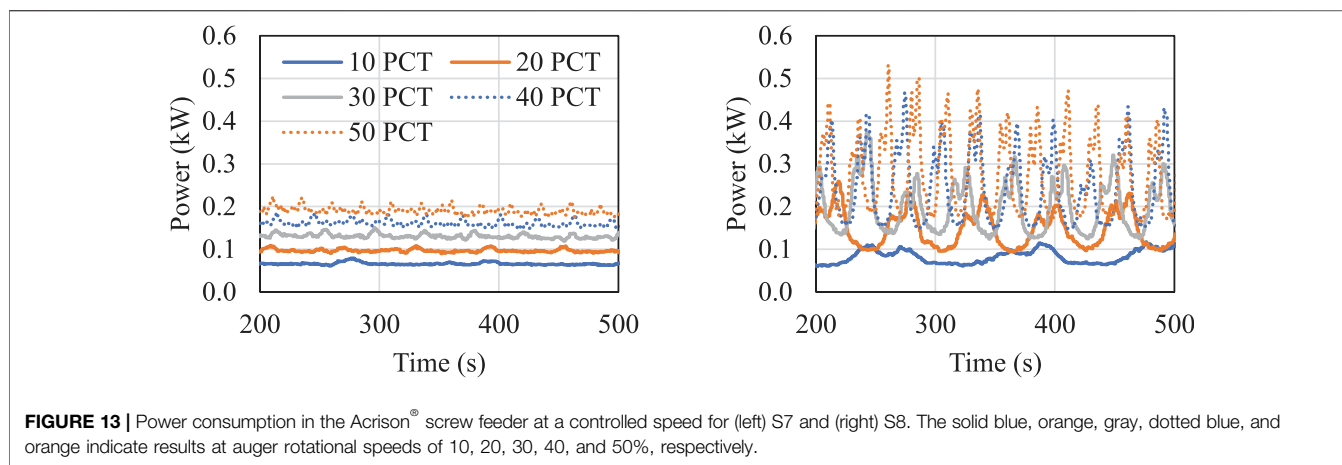 0.6
0.5
0.4
0.3
0.2
0.1
0.0
Power (kW)
10 PCT
20 PCT
30 PCT
40 PCT
50 PCT
200
300
400
500
Time (s)
0.6
0.5
0.4
0.3
0.2
0.1
0.0
Power (kW)
200
300
400
500
Time (s)
FIGURE 13 | Power consumption in the Acrison® screw feeder at a controlled speed for (left) S7 and (right) S8. The solid blue, orange, gray, dotted blue, and
orange indicate results at auger rotational speeds of 10, 20, 30, 40, and 50%, respectively.